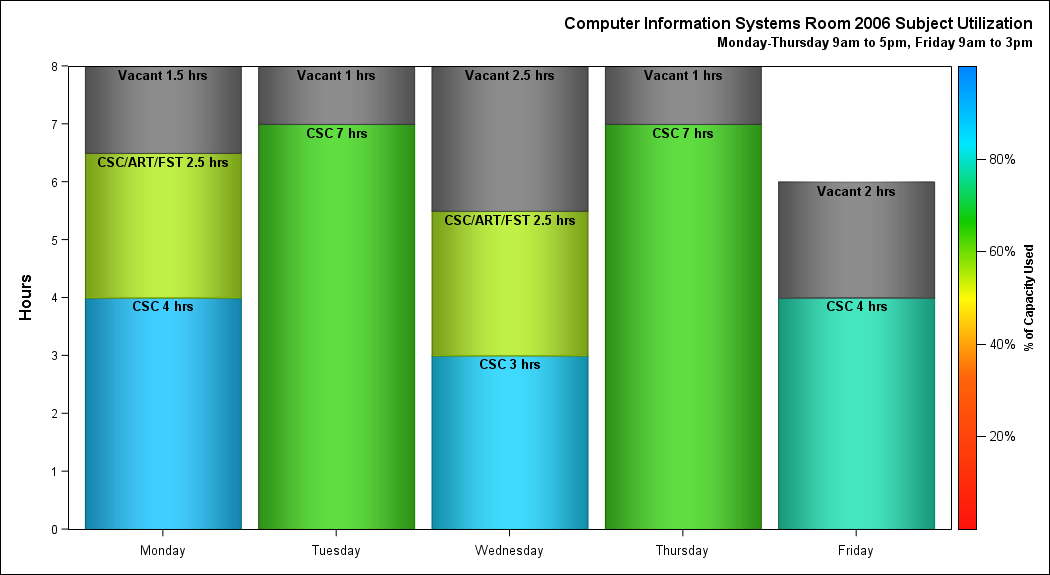 Computer Information Systems Room 2006 Subject Utilization
Monday-Thursday 9am to 5pm, Friday 9am to 3pm
8
7
6
5
4
3
2
1
0
Hours
Vacant 1.5 hrs
CSC/ART/FST 2.5 hrs
CSC 4 hrs
Vacant 1 hrs
CSC 7 hrs
Vacant 2.5 hrs
CSC/ART/FST 2.5 hrs
CSC 3 hrs
Vacant 1 hrs
CSC 7 hrs
Vacant 2 hrs
CSC 4 hrs
Monday
Tuesday
Wednesday
Thursday
Friday
80%
60%
40%
20%
% of Capacity Used